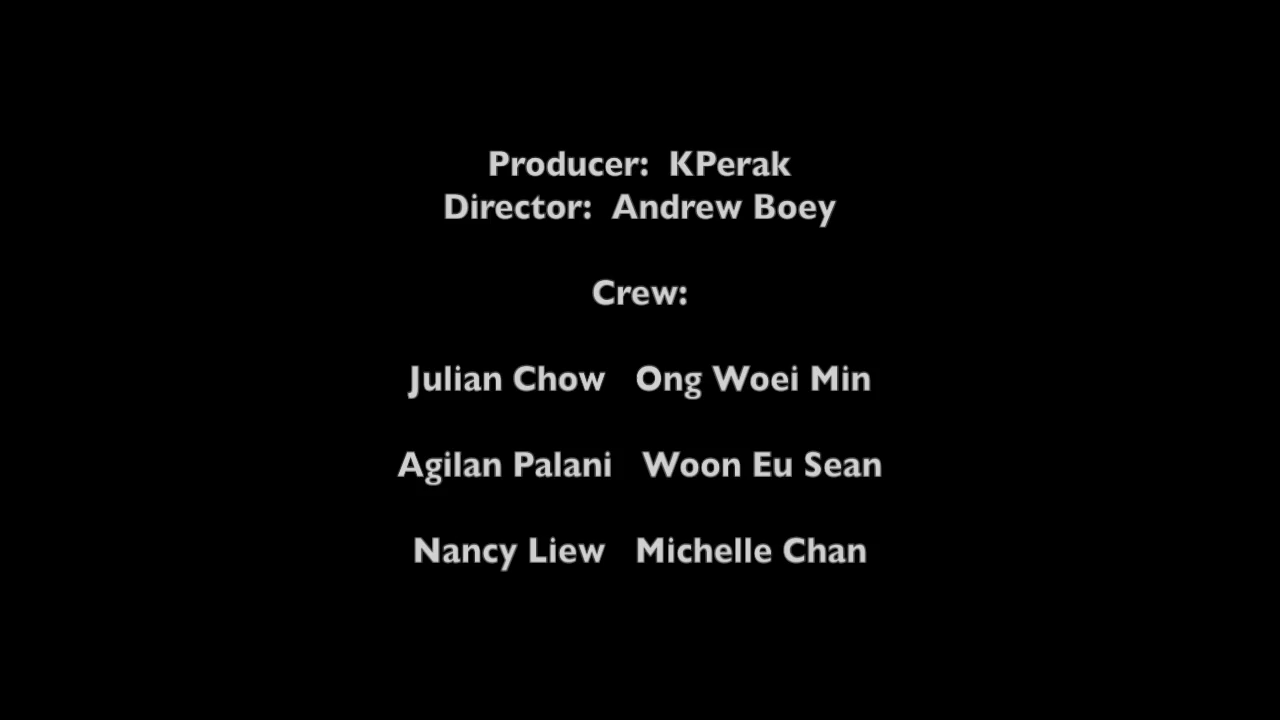 Producer:  KPerak
Director:  Andrew Boey
Crew:
Julian Chow   Ong Woei Min
Agilan Palani   Woon Eu Sean
Nancy Liew   Michelle Chan